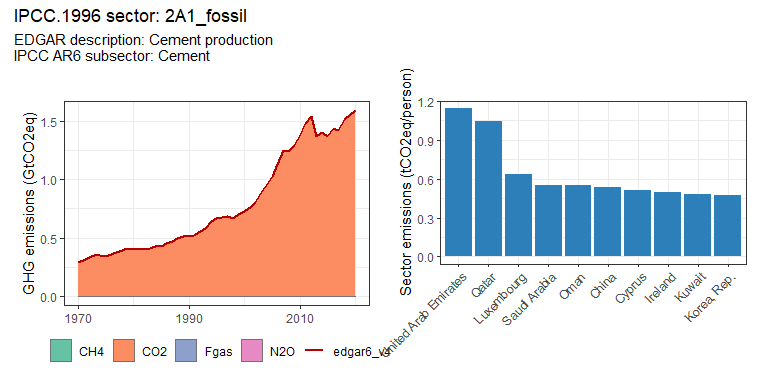 IPCC.1996 sector: 2A1_fossil
EDGAR description: Cement production
IPCC AR6 subsector: Cement
GHG emissions (GtCO2eq)
1.5
1.0
0.5
0.0
1970
1990
2010
CH4
CO2
Fgas
N2O
Sector emissions (tCO2eq/person)
1.2
0.9
0.6
0.3
0.0
United Arab Emirates
Qatar
Luxembourg
Saudi Arabia
Oman
China
Cyprus
Ireland
Kuwait
Korea, Rep.